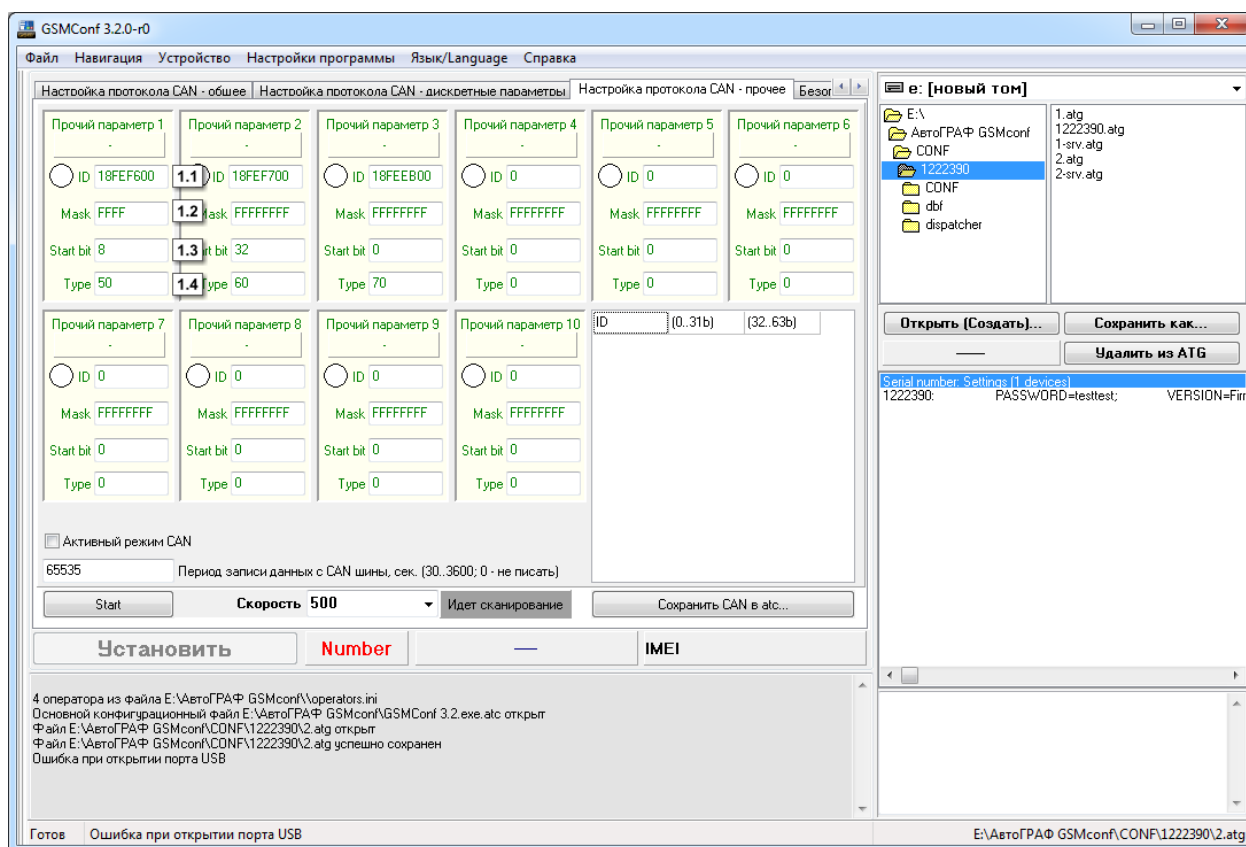 GSMConf 3.2.0-r0
Файл Навигация Устройство Настройки программы Язык/Language Справка
Настройка протокола CAN - общее Настройка протокола CAN - дискретные параметры Настройка протокола CAN - прочее
Прочий параметр 1 Прочий параметр 2 Прочий параметр 3 Прочий параметр 4 Прочий параметр 5 Прочий параметр 6
- - - - - -
ID 18FEF600 1.1 ID 18FEF700 ID 18FEEB00 ID 0 ID 0 ID 0
Mask FFFF 1.2 Mask FFFFFFFF Mask FFFFFFFF Mask FFFFFFFF Mask FFFFFFFF Mask FFFFFFFF
Start bit 8 1.3 rt bit 32 Start bit 0 Start bit 0 Start bit 0 Start bit 0
Type 50 1.4 Type 60 Type 70 Type 0 Type 0 Type 0
Прочий параметр 7 Прочий параметр 8 Прочий параметр 9 Прочий параметр 10
- - - -
ID 0 ID 0 ID 0 ID 0
Mask FFFFFFFF Mask FFFFFFFF Mask FFFFFFFF Mask FFFFFFFF
Start bit 0 Start bit 0 Start bit 0 Start bit 0
Type 0 Type 0 Type 0 Type 0
ID (0..31b) (32..63b)
Активный режим CAN
65535 Период записи данных с CAN шины, сек. (30..3600; 0 - не писать)
Start Скорость 500 Идет сканирование Сохранить CAN в atc...
Установить Number — IMEI
4 оператора из файла E:\АвтоГРАФ GSMconf\\operators.ini
Основной конфигурационный файл E:\АвтоГРАФ GSMconf\GSMConf 3.2.exe.atc открыт
Файл E:\АвтоГРАФ GSMconf\CONF\1222390\2.atg открыт
Файл E:\АвтоГРАФ GSMconf\CONF\1222390\2.atg успешно сохранен
Ошибка при открытии порта USB
e: [новый том]
E:\
АвтоГРАФ GSMconf
CONF
1222390
CONF
dbf
dispatcher
1.atg
1222390.atg
1-srv.atg
2.atg
2-srv.atg
Открыть (Создать)... Сохранить как...
— Удалить из ATG
Serial number: Settings (1 devices)
1222390: PASSWORD=testtest;
Готов Ошибка при открытии порта USB E:\АвтоГРАФ GSMconf\CONF\1222390\2.atg